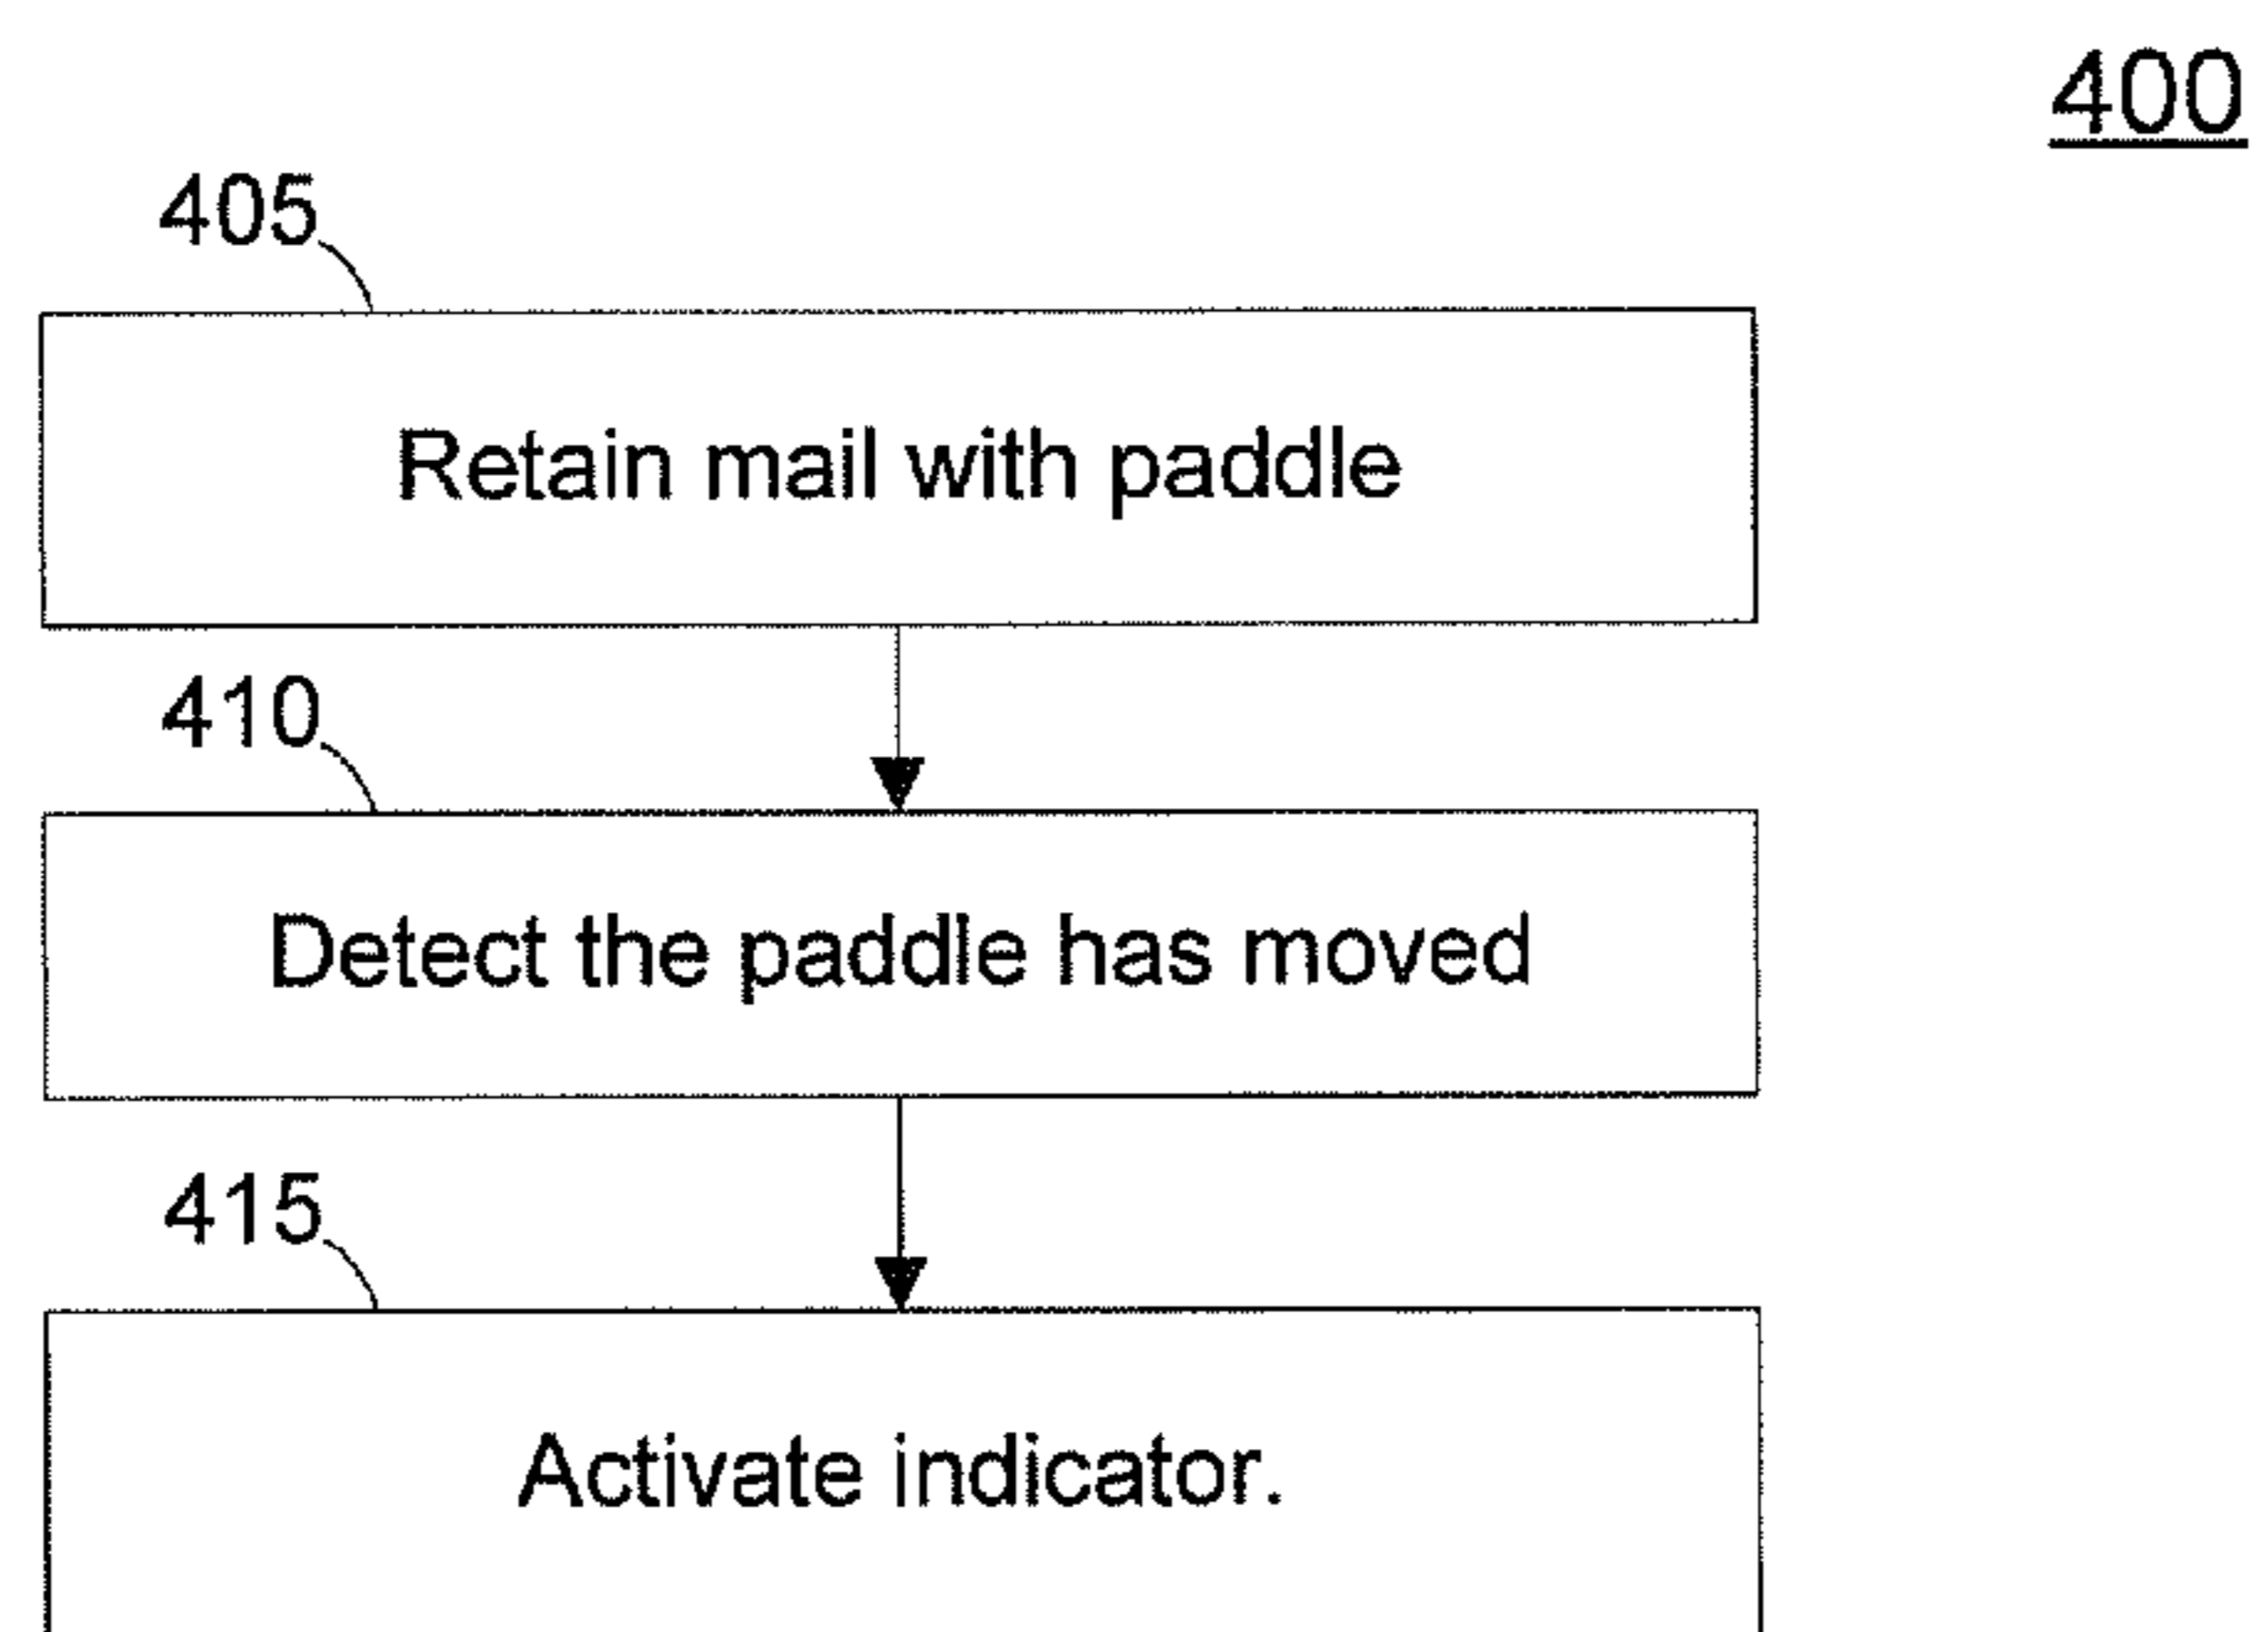 400
405
Retain mail with paddle
410
Detect the paddle has moved
415
Activate indicator.